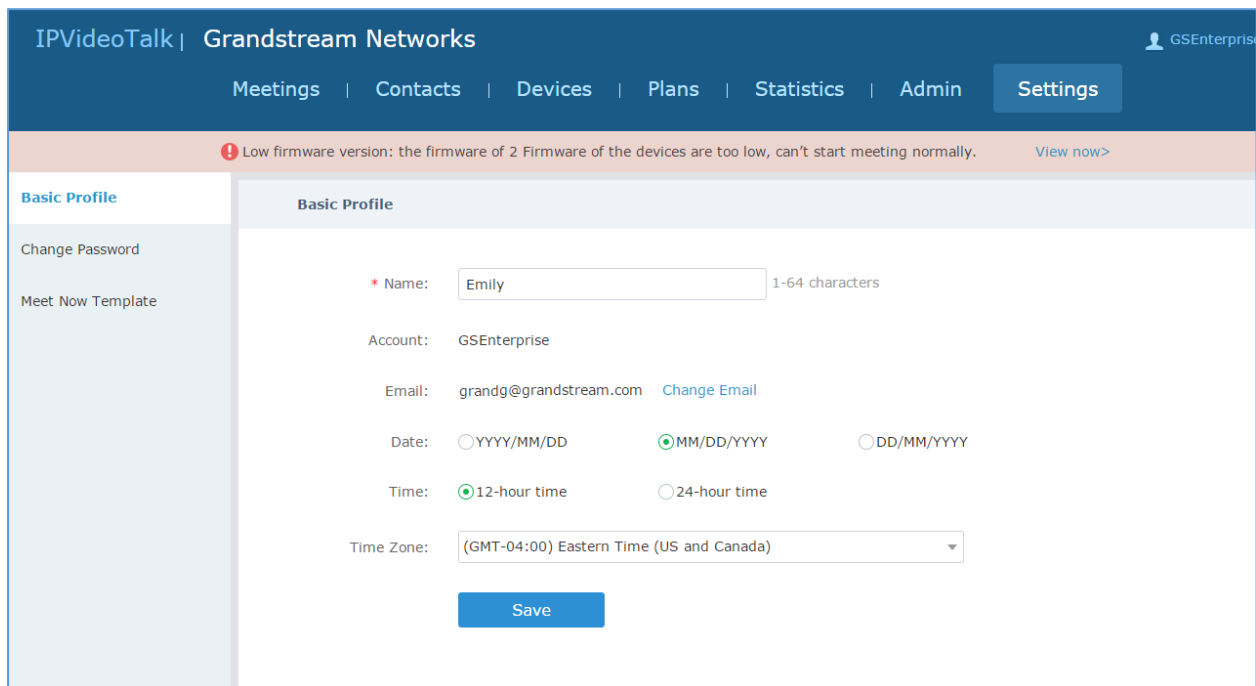 IPVideoTalk | Grandstream Networks
GSEnterprise
Meetings | Contacts | Devices | Plans | Statistics | Admin Settings
Low firmware version: the firmware of 2 Firmware of the devices are too low, can't start meeting normally. View now>
Basic Profile
Change Password
Meet Now Template
Basic Profile
* Name: Emily 1-64 characters
Account: GSEnterprise
Email: grandg@grandstream.com Change Email
Date: YYYY/MM/DD MM/DD/YYYY DD/MM/YYYY
Time: 12-hour time 24-hour time
Time Zone: (GMT-04:00) Eastern Time (US and Canada)
Save